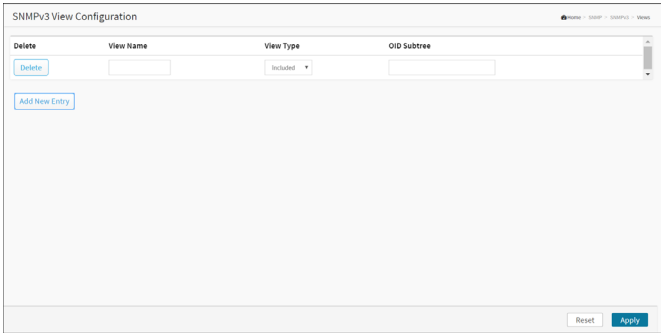 SNMPv3 View Configuration
Home > SNMP > SNMPv3 > Views
Delete View Name View Type OID Subtree
Delete Included
Add New Entry
Reset Apply